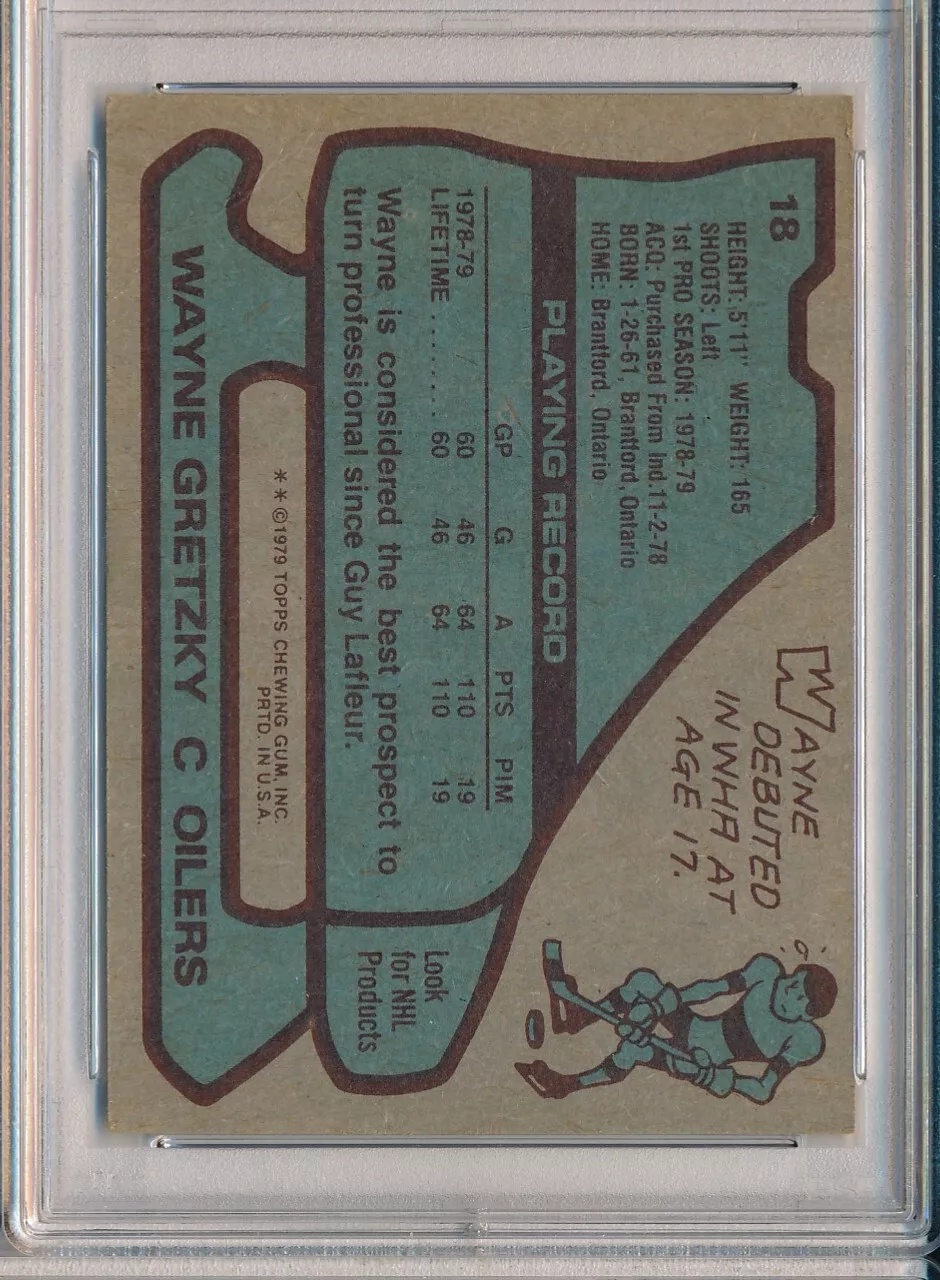 18
HEIGHT: 5'11" WEIGHT: 165
SHOOTS: Left
1st PRO SEASON: 1978-79
ACQ: Purchased From Ind.11-2-78
BORN: 1-26-61, Brantford, Ontario
HOME: Brantford, Ontario
WAYNE
DEBUTED
IN WHA AT
AGE 17.
PLAYING RECORD
GP G A PTS PIM
1978-79 60 46 64 110 19
LIFETIME ........ 60 46 64 110 19
Wayne is considered the best prospect to
turn professional since Guy Lafleur.
Look
for NHL
Products
**©1979 TOPPS CHEWING GUM, INC.
PRTD. IN U.S.A.
WAYNE GRETZKY C OILERS